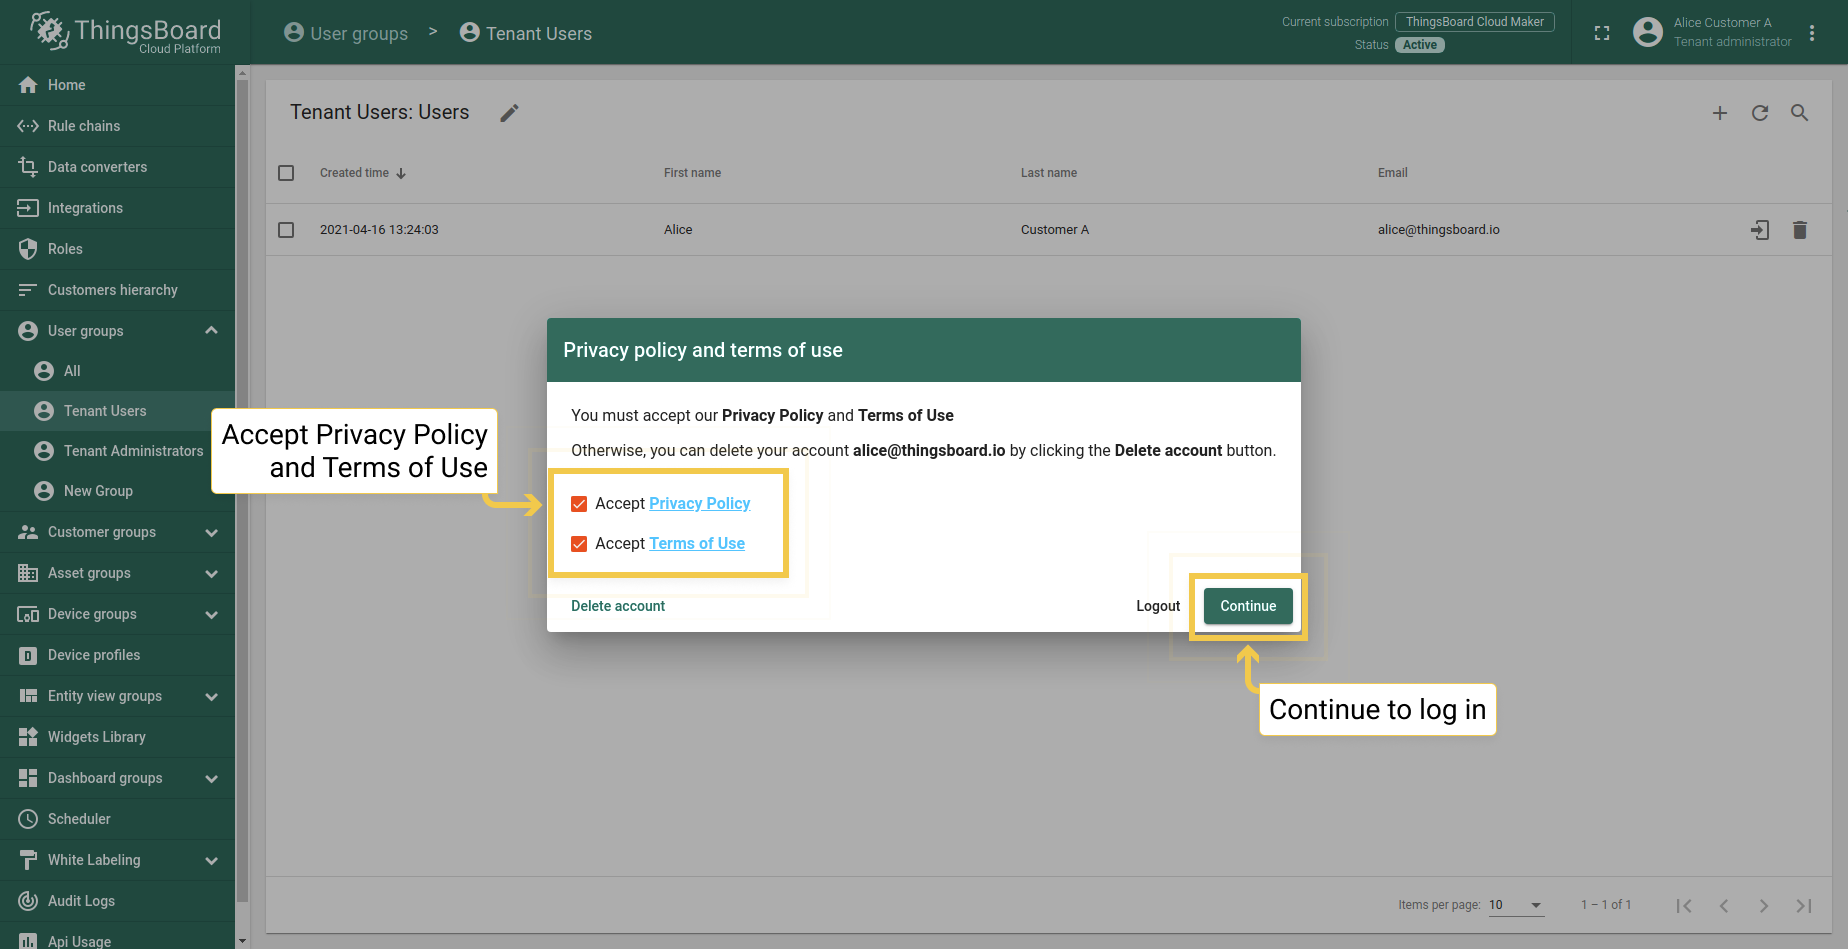 ThingsBoard
Cloud Platform
User groups > Tenant Users
Current subscription ThingsBoard Cloud Maker
Status Active
Alice Customer A
Tenant administrator
Home
Rule chains
Data converters
Integrations
Roles
Customers hierarchy
User groups
All
Tenant Users
Tenant Administrators
New Group
Customer groups
Asset groups
Device groups
Device profiles
Entity view groups
Widgets Library
Dashboard groups
Scheduler
White Labeling
Audit Logs
Api Usage
Tenant Users: Users
Created time First name Last name Email
2021-04-16 13:24:03 Alice Customer A alice@thingsboard.io
Privacy policy and terms of use
You must accept our Privacy Policy and Terms of Use
Otherwise, you can delete your account alice@thingsboard.io by clicking the Delete account button.
Accept Privacy Policy
and Terms of Use
Accept Privacy Policy
Accept Terms of Use
Delete account Logout Continue
Continue to log in
Items per page: 10 1 – 1 of 1